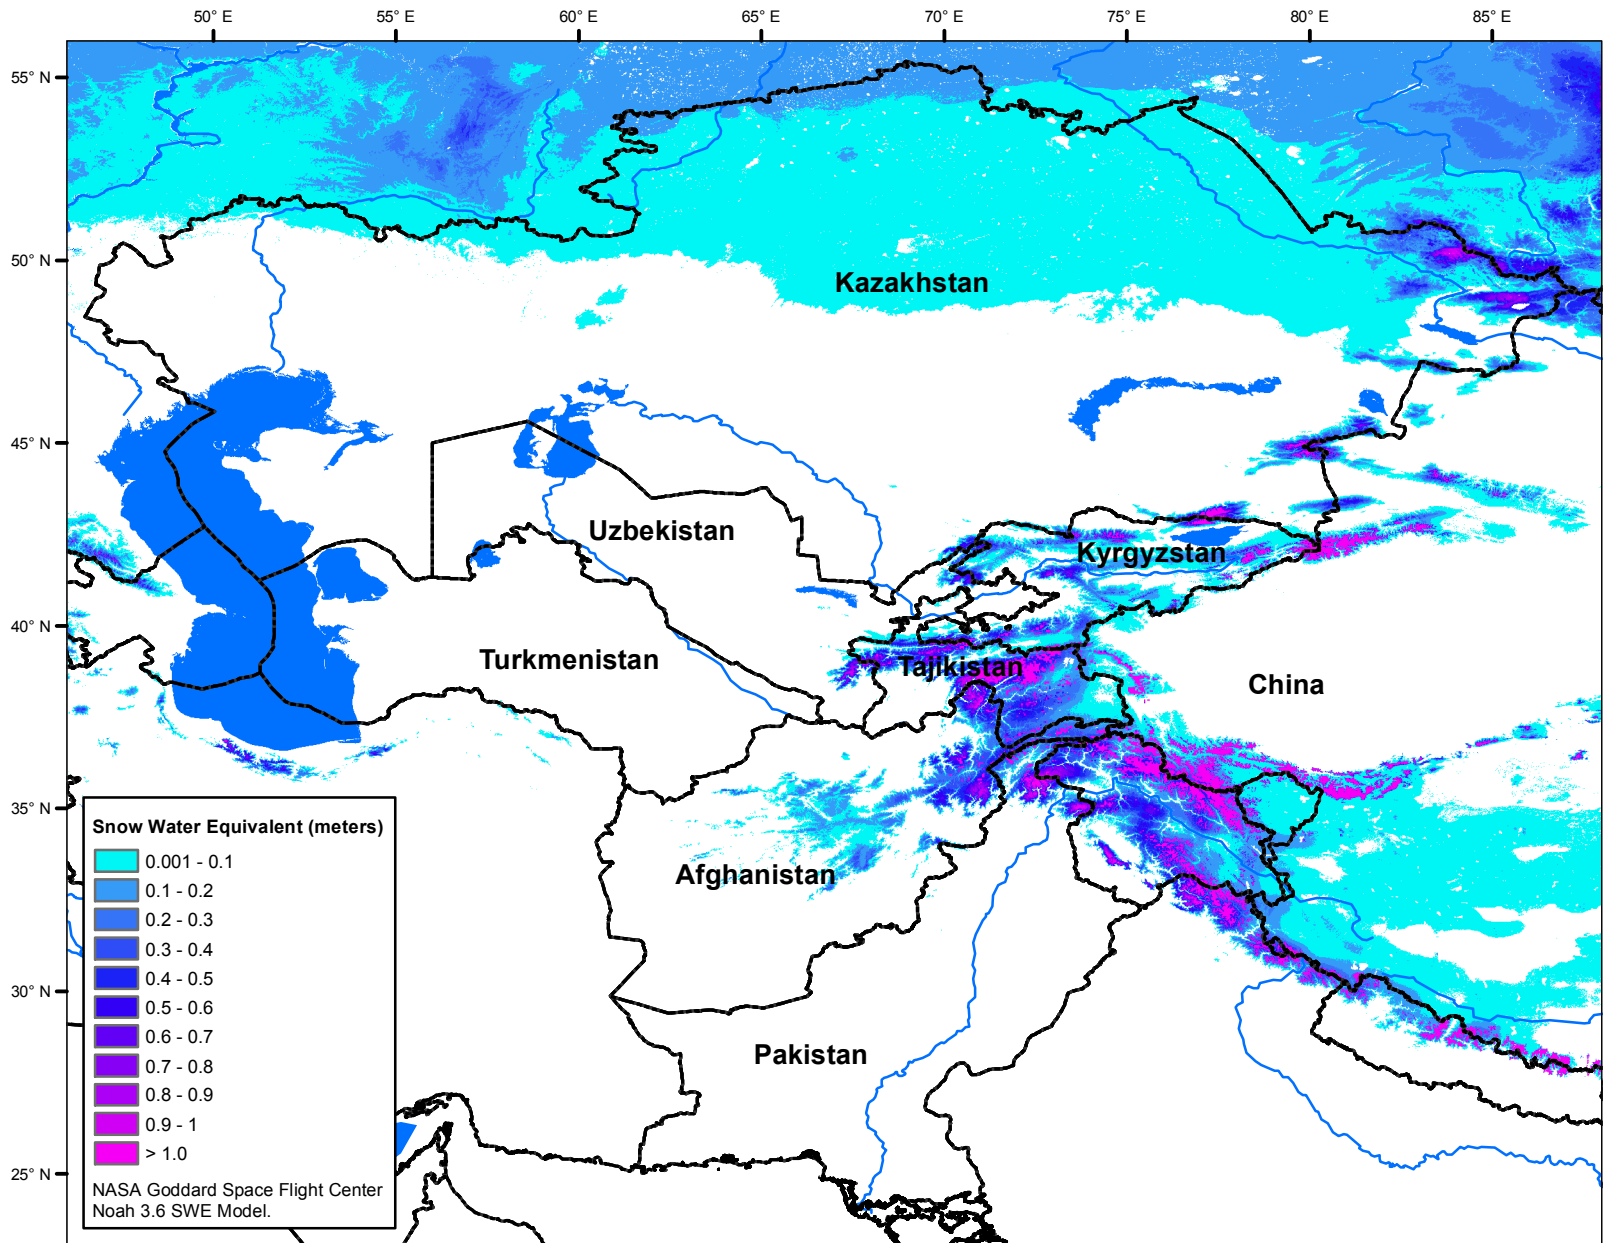 50° E 55° E 60° E 65° E 70° E 75° E 80° E 85° E
55° N
50° N
45° N
40° N
35° N
30° N
25° N
Kazakhstan
Uzbekistan
Kyrgyzstan
Turkmenistan
Tajikistan
China
Afghanistan
Pakistan
Snow Water Equivalent (meters)
0.001 - 0.1
0.1 - 0.2
0.2 - 0.3
0.3 - 0.4
0.4 - 0.5
0.5 - 0.6
0.6 - 0.7
0.7 - 0.8
0.8 - 0.9
0.9 - 1
> 1.0
NASA Goddard Space Flight Center
Noah 3.6 SWE Model.